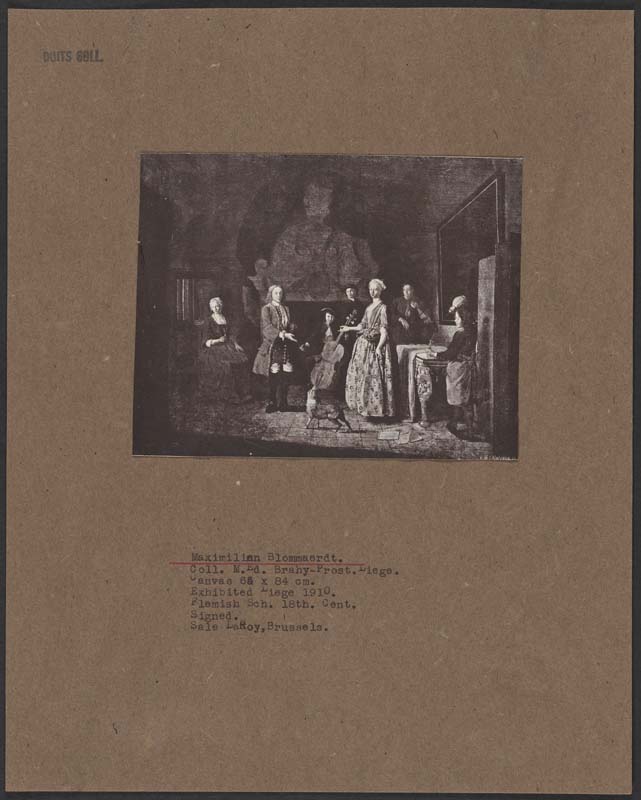 DUITS COLL.
Maximilian Blommaerdt.
Coll. M.Ed. Brahy-Prost.Liege.
Canvas 68 x 84 cm.
Exhibited Liege 1910.
Flemish Sch. 18th. Cent.
Signed.
Sale LaRoy,Brussels.